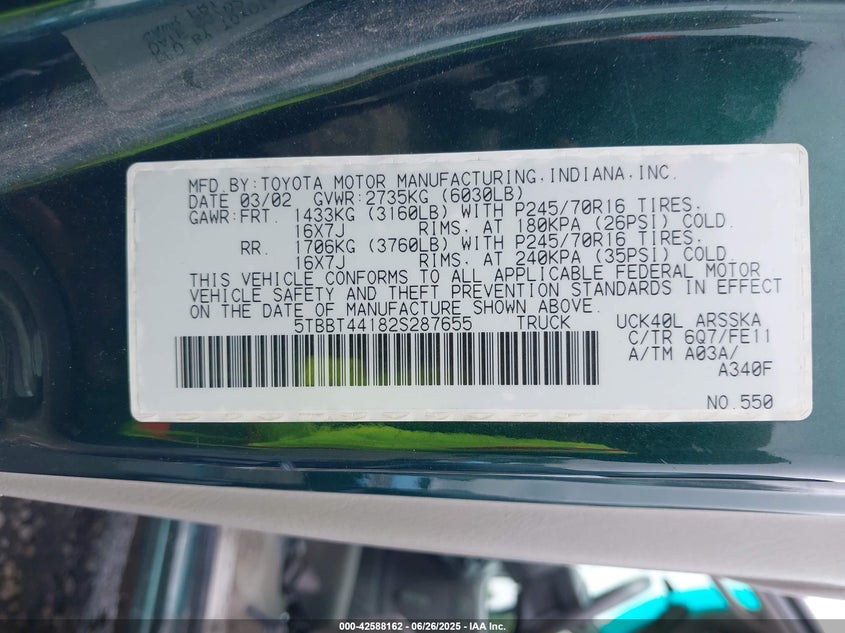 MFD.BY:TOYOTA MOTOR MANUFACTURING,INDIANA,INC.
DATE 03/02 GVWR:2735KG (6030LB)
GAWR:FRT. 1433KG (3160LB) WITH P245/70R16 TIRES.
16X7J RIMS. AT 180KPA (26PSI) COLD.
RR. 1706KG (3760LB) WITH P245/70R16 TIRES.
16X7J RIMS. AT 240KPA (35PSI) COLD.
THIS VEHICLE CONFORMS TO ALL APPLICABLE FEDERAL MOTOR
VEHICLE SAFETY AND THEFT PREVENTION STANDARDS IN EFFECT
ON THE DATE OF MANUFACTURE SHOWN ABOVE.
5TBBT44182S287655 TRUCK UCK40L ARSSKA
C/TR 6Q7/FE11
A/TM A03A/
A340F
NO.550
000-42588162 | 06/26/2025 | IAA Inc.